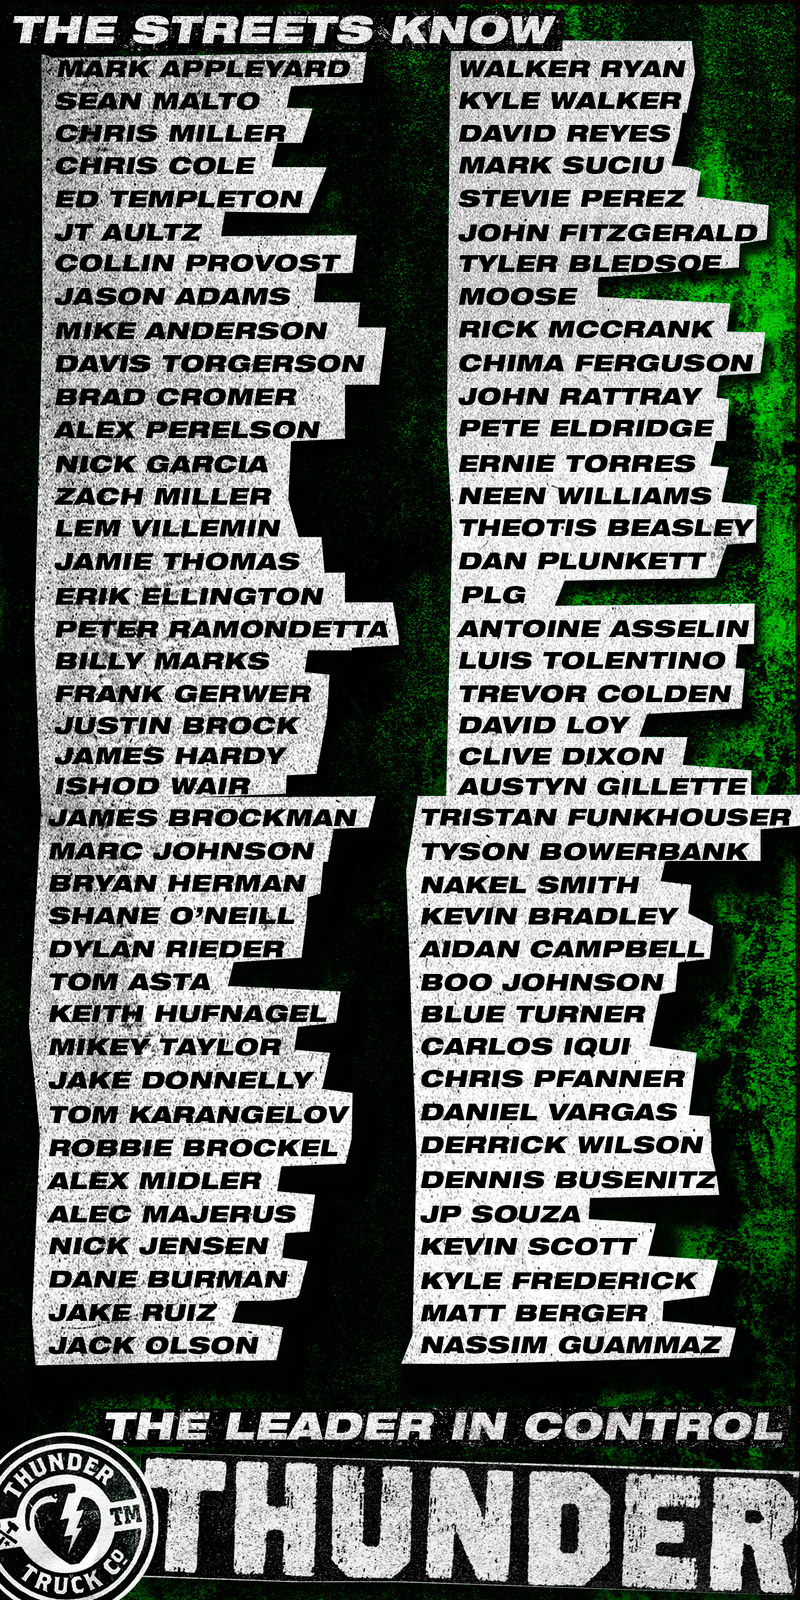 THE STREETS KNOW
MARK APPLEYARD
SEAN MALTO
CHRIS MILLER
CHRIS COLE
ED TEMPLETON
JT AULTZ
COLLIN PROVOST
JASON ADAMS
MIKE ANDERSON
DAVIS TORGERSON
BRAD CROMER
ALEX PERELSON
NICK GARCIA
ZACH MILLER
LEM VILLEMIN
JAMIE THOMAS
ERIK ELLINGTON
PETER RAMONDETTA
BILLY MARKS
FRANK GERWER
JUSTIN BROCK
JAMES HARDY
ISHOD WAIR
JAMES BROCKMAN
MARC JOHNSON
BRYAN HERMAN
SHANE O'NEILL
DYLAN RIEDER
TOM ASTA
KEITH HUFNAGEL
MIKEY TAYLOR
JAKE DONNELLY
TOM KARANGELOV
ROBBIE BROCKEL
ALEX MIDLER
ALEC MAJERUS
NICK JENSEN
DANE BURMAN
JAKE RUIZ
JACK OLSON
WALKER RYAN
KYLE WALKER
DAVID REYES
MARK SUCIU
STEVIE PEREZ
JOHN FITZGERALD
TYLER BLEDSOE
MOOSE
RICK MCCRANK
CHIMA FERGUSON
JOHN RATTRAY
PETE ELDRIDGE
ERNIE TORRES
NEEN WILLIAMS
THEOTIS BEASLEY
DAN PLUNKETT
PLG
ANTOINE ASSELIN
LUIS TOLENTINO
TREVOR COLDEN
DAVID LOY
CLIVE DIXON
AUSTYN GILLETTE
TRISTAN FUNKHOUSER
TYSON BOWERBANK
NAKEL SMITH
KEVIN BRADLEY
AIDAN CAMPBELL
BOO JOHNSON
BLUE TURNER
CARLOS IQUI
CHRIS PFANNER
DANIEL VARGAS
DERRICK WILSON
DENNIS BUSENITZ
JP SOUZA
KEVIN SCOTT
KYLE FREDERICK
MATT BERGER
NASSIM GUAMMAZ
THE LEADER IN CONTROL
THUNDER
TM
TRUCK CO
THUNDER